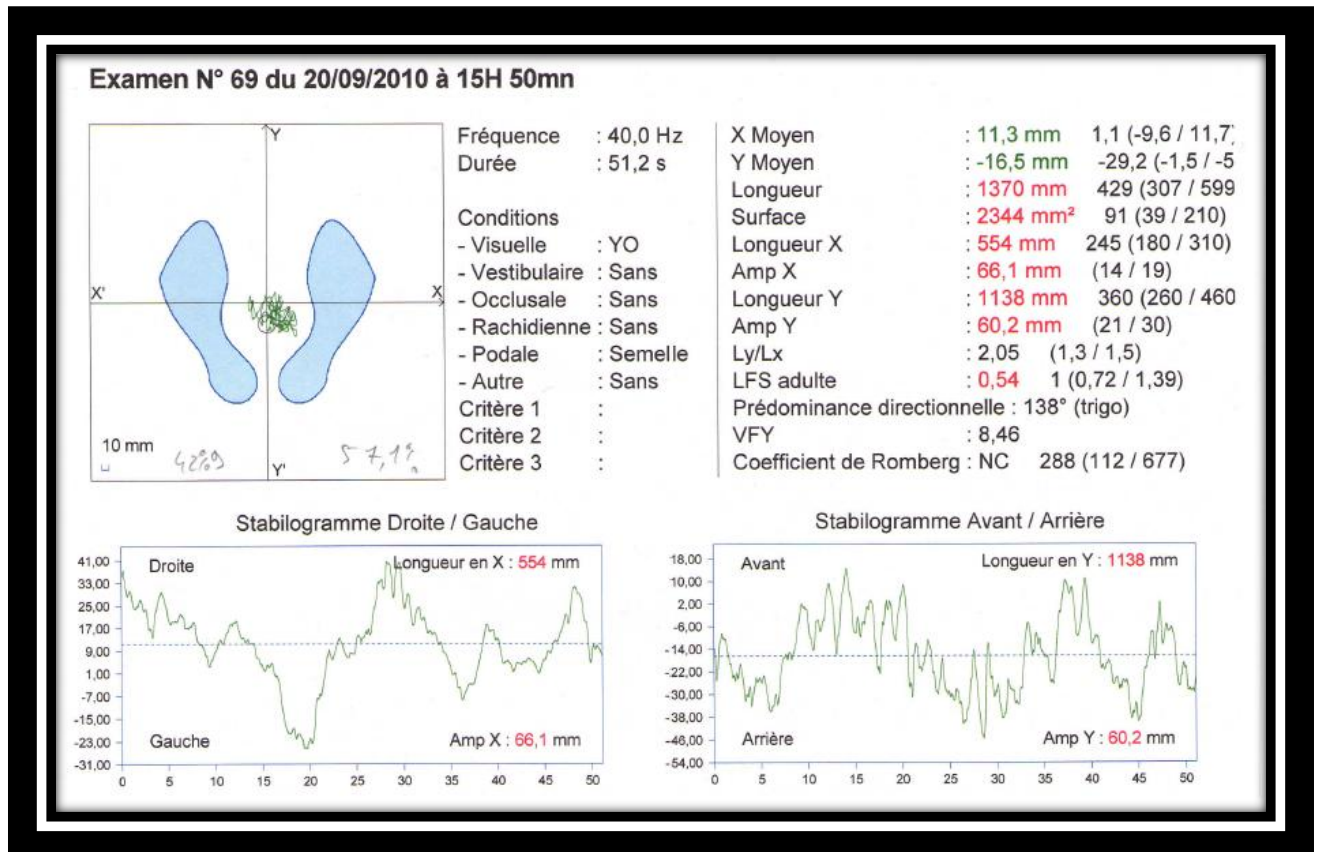 Examen N° 69 du 20/09/2010 à 15H 50mn
Y
X'
X
10 mm
42%9
57,1%
Y'
Fréquence : 40,0 Hz
Durée : 51,2 s
Conditions
- Visuelle : YO
- Vestibulaire : Sans
- Occlusale : Sans
- Rachidienne : Sans
- Podale : Semelle
- Autre : Sans
Critère 1 :
Critère 2 :
Critère 3 :
X Moyen : 11,3 mm 1,1 (-9,6 / 11,7)
Y Moyen : -16,5 mm -29,2 (-1,5 / -5
Longueur : 1370 mm 429 (307 / 599
Surface : 2344 mm² 91 (39 / 210)
Longueur X : 554 mm 245 (180 / 310)
Amp X : 66,1 mm (14 / 19)
Longueur Y : 1138 mm 360 (260 / 460
Amp Y : 60,2 mm (21 / 30)
Ly/Lx : 2,05 (1,3 / 1,5)
LFS adulte : 0,54 1 (0,72 / 1,39)
Prédominance directionnelle : 138° (trigo)
VFY : 8,46
Coefficient de Romberg : NC 288 (112 / 677)
Stabilogramme Droite / Gauche
Droite
Longueur en X : 554 mm
41,00
33,00
25,00
17,00
9,00
1,00
-7,00
-15,00
-23,00
-31,00
Gauche
Amp X : 66,1 mm
0 5 10 15 20 25 30 35 40 45 50
Stabilogramme Avant / Arrière
Avant
Longueur en Y : 1138 mm
18,00
10,00
2,00
-6,00
-14,00
-22,00
-30,00
-38,00
-46,00
-54,00
Arrière
Amp Y : 60,2 mm
0 5 10 15 20 25 30 35 40 45 50